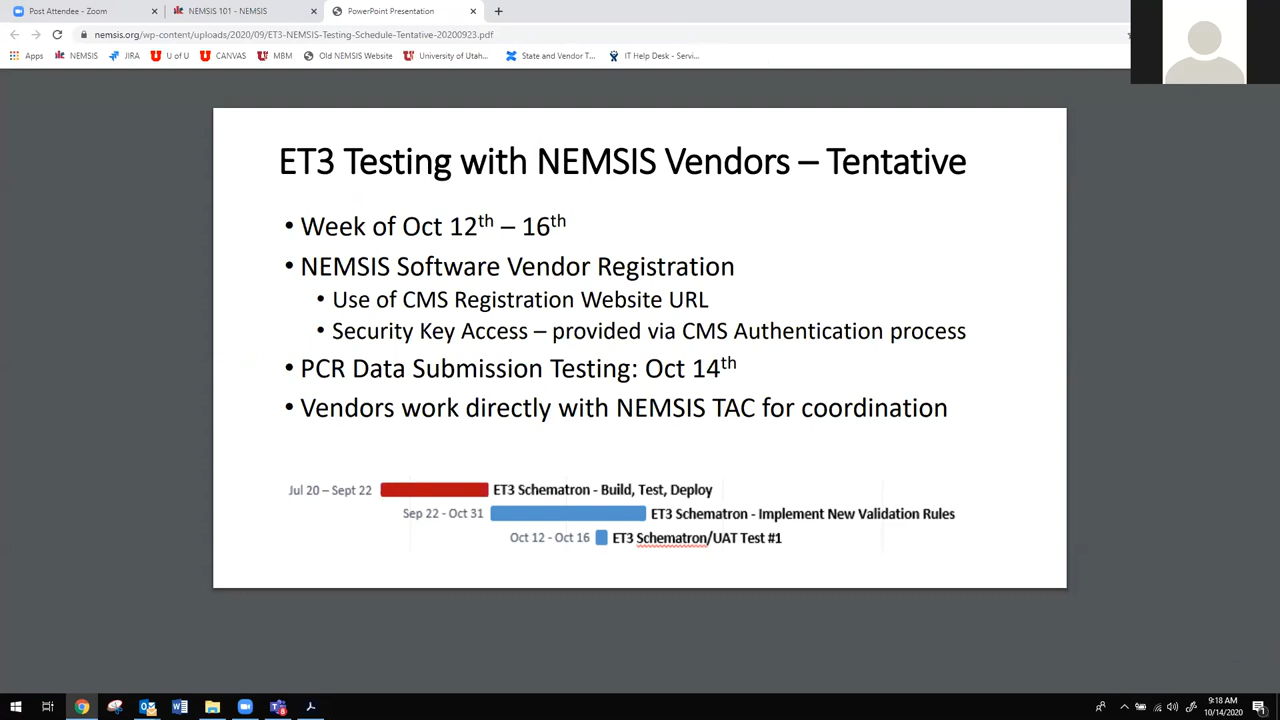 Post Attendee - Zoom
NEMSIS 101 - NEMSIS
PowerPoint Presentation
nemsis.org/wp-content/uploads/2020/09/ET3-NEMSIS-Testing-Schedule-Tentative-20200923.pdf
Apps NEMSIS JIRA U of U CANVAS MBM Old NEMSIS Website University of Utah... State and Vendor T... IT Help Desk - Servi...
ET3 Testing with NEMSIS Vendors – Tentative
• Week of Oct 12th – 16th
• NEMSIS Software Vendor Registration
• Use of CMS Registration Website URL
• Security Key Access – provided via CMS Authentication process
• PCR Data Submission Testing: Oct 14th
• Vendors work directly with NEMSIS TAC for coordination
Jul 20 – Sept 22 ET3 Schematron - Build, Test, Deploy
Sep 22 - Oct 31 ET3 Schematron - Implement New Validation Rules
Oct 12 - Oct 16 ET3 Schematron/UAT Test #1
9:18 AM
10/14/2020